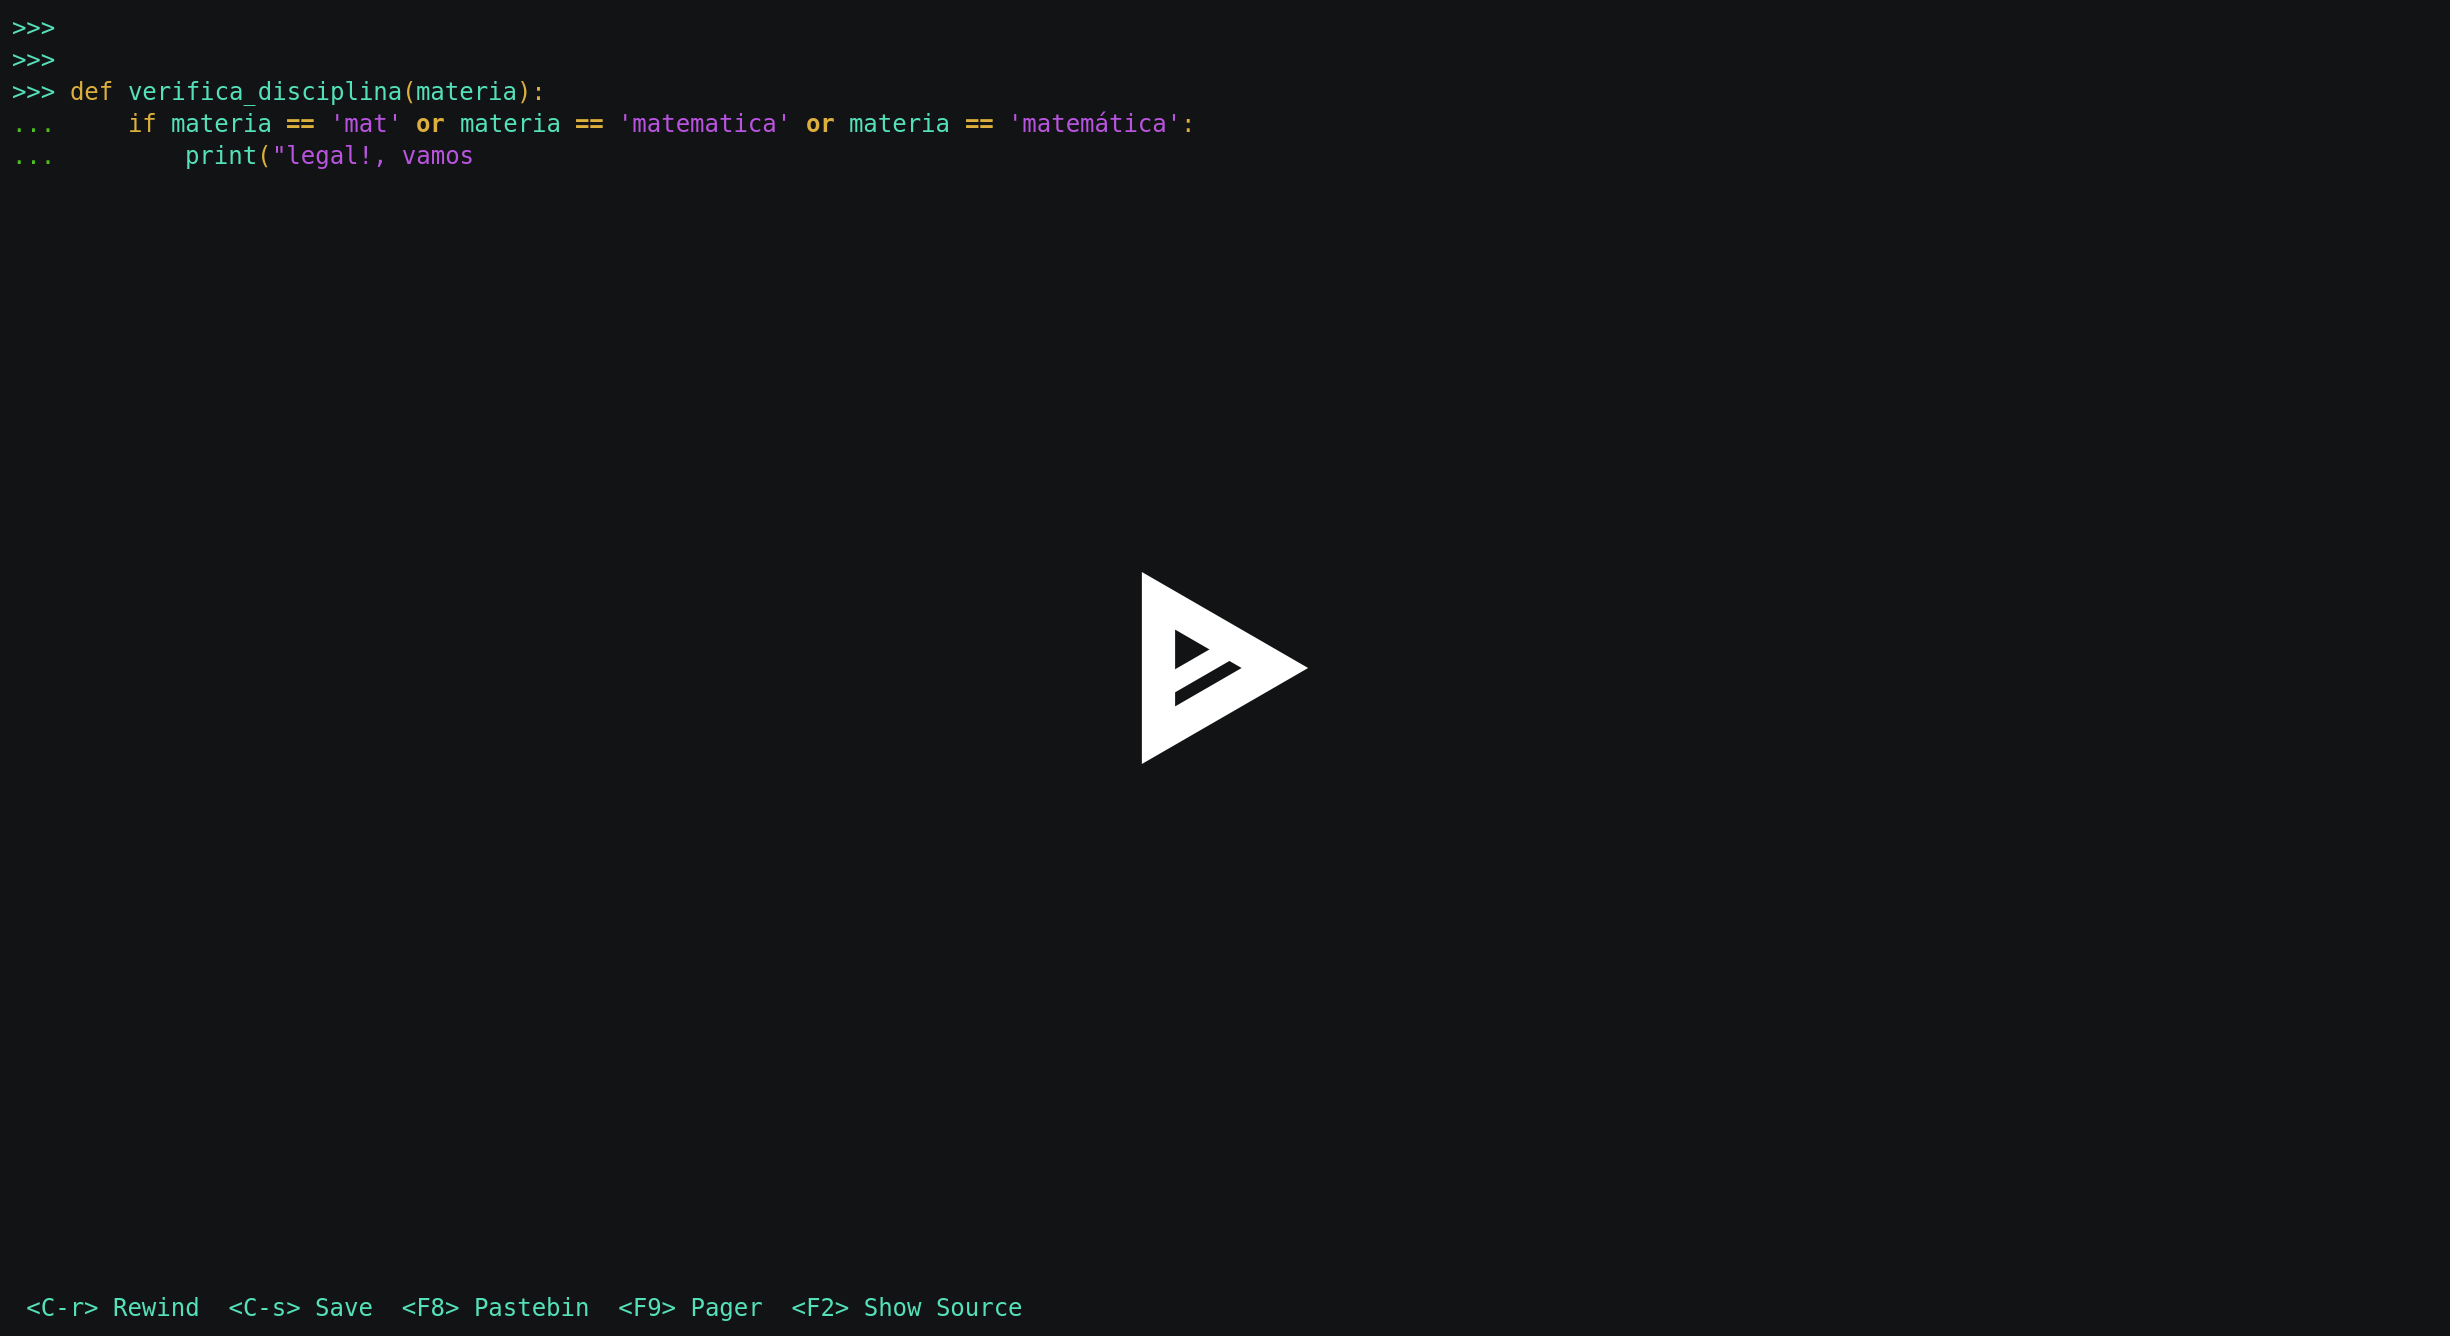 >>>
>>>
>>> def verifica_disciplina(materia):
...     if materia == 'mat' or materia == 'matematica' or materia == 'matemática':
...         print("legal!, vamos
<C-r> Rewind  <C-s> Save  <F8> Pastebin  <F9> Pager  <F2> Show Source